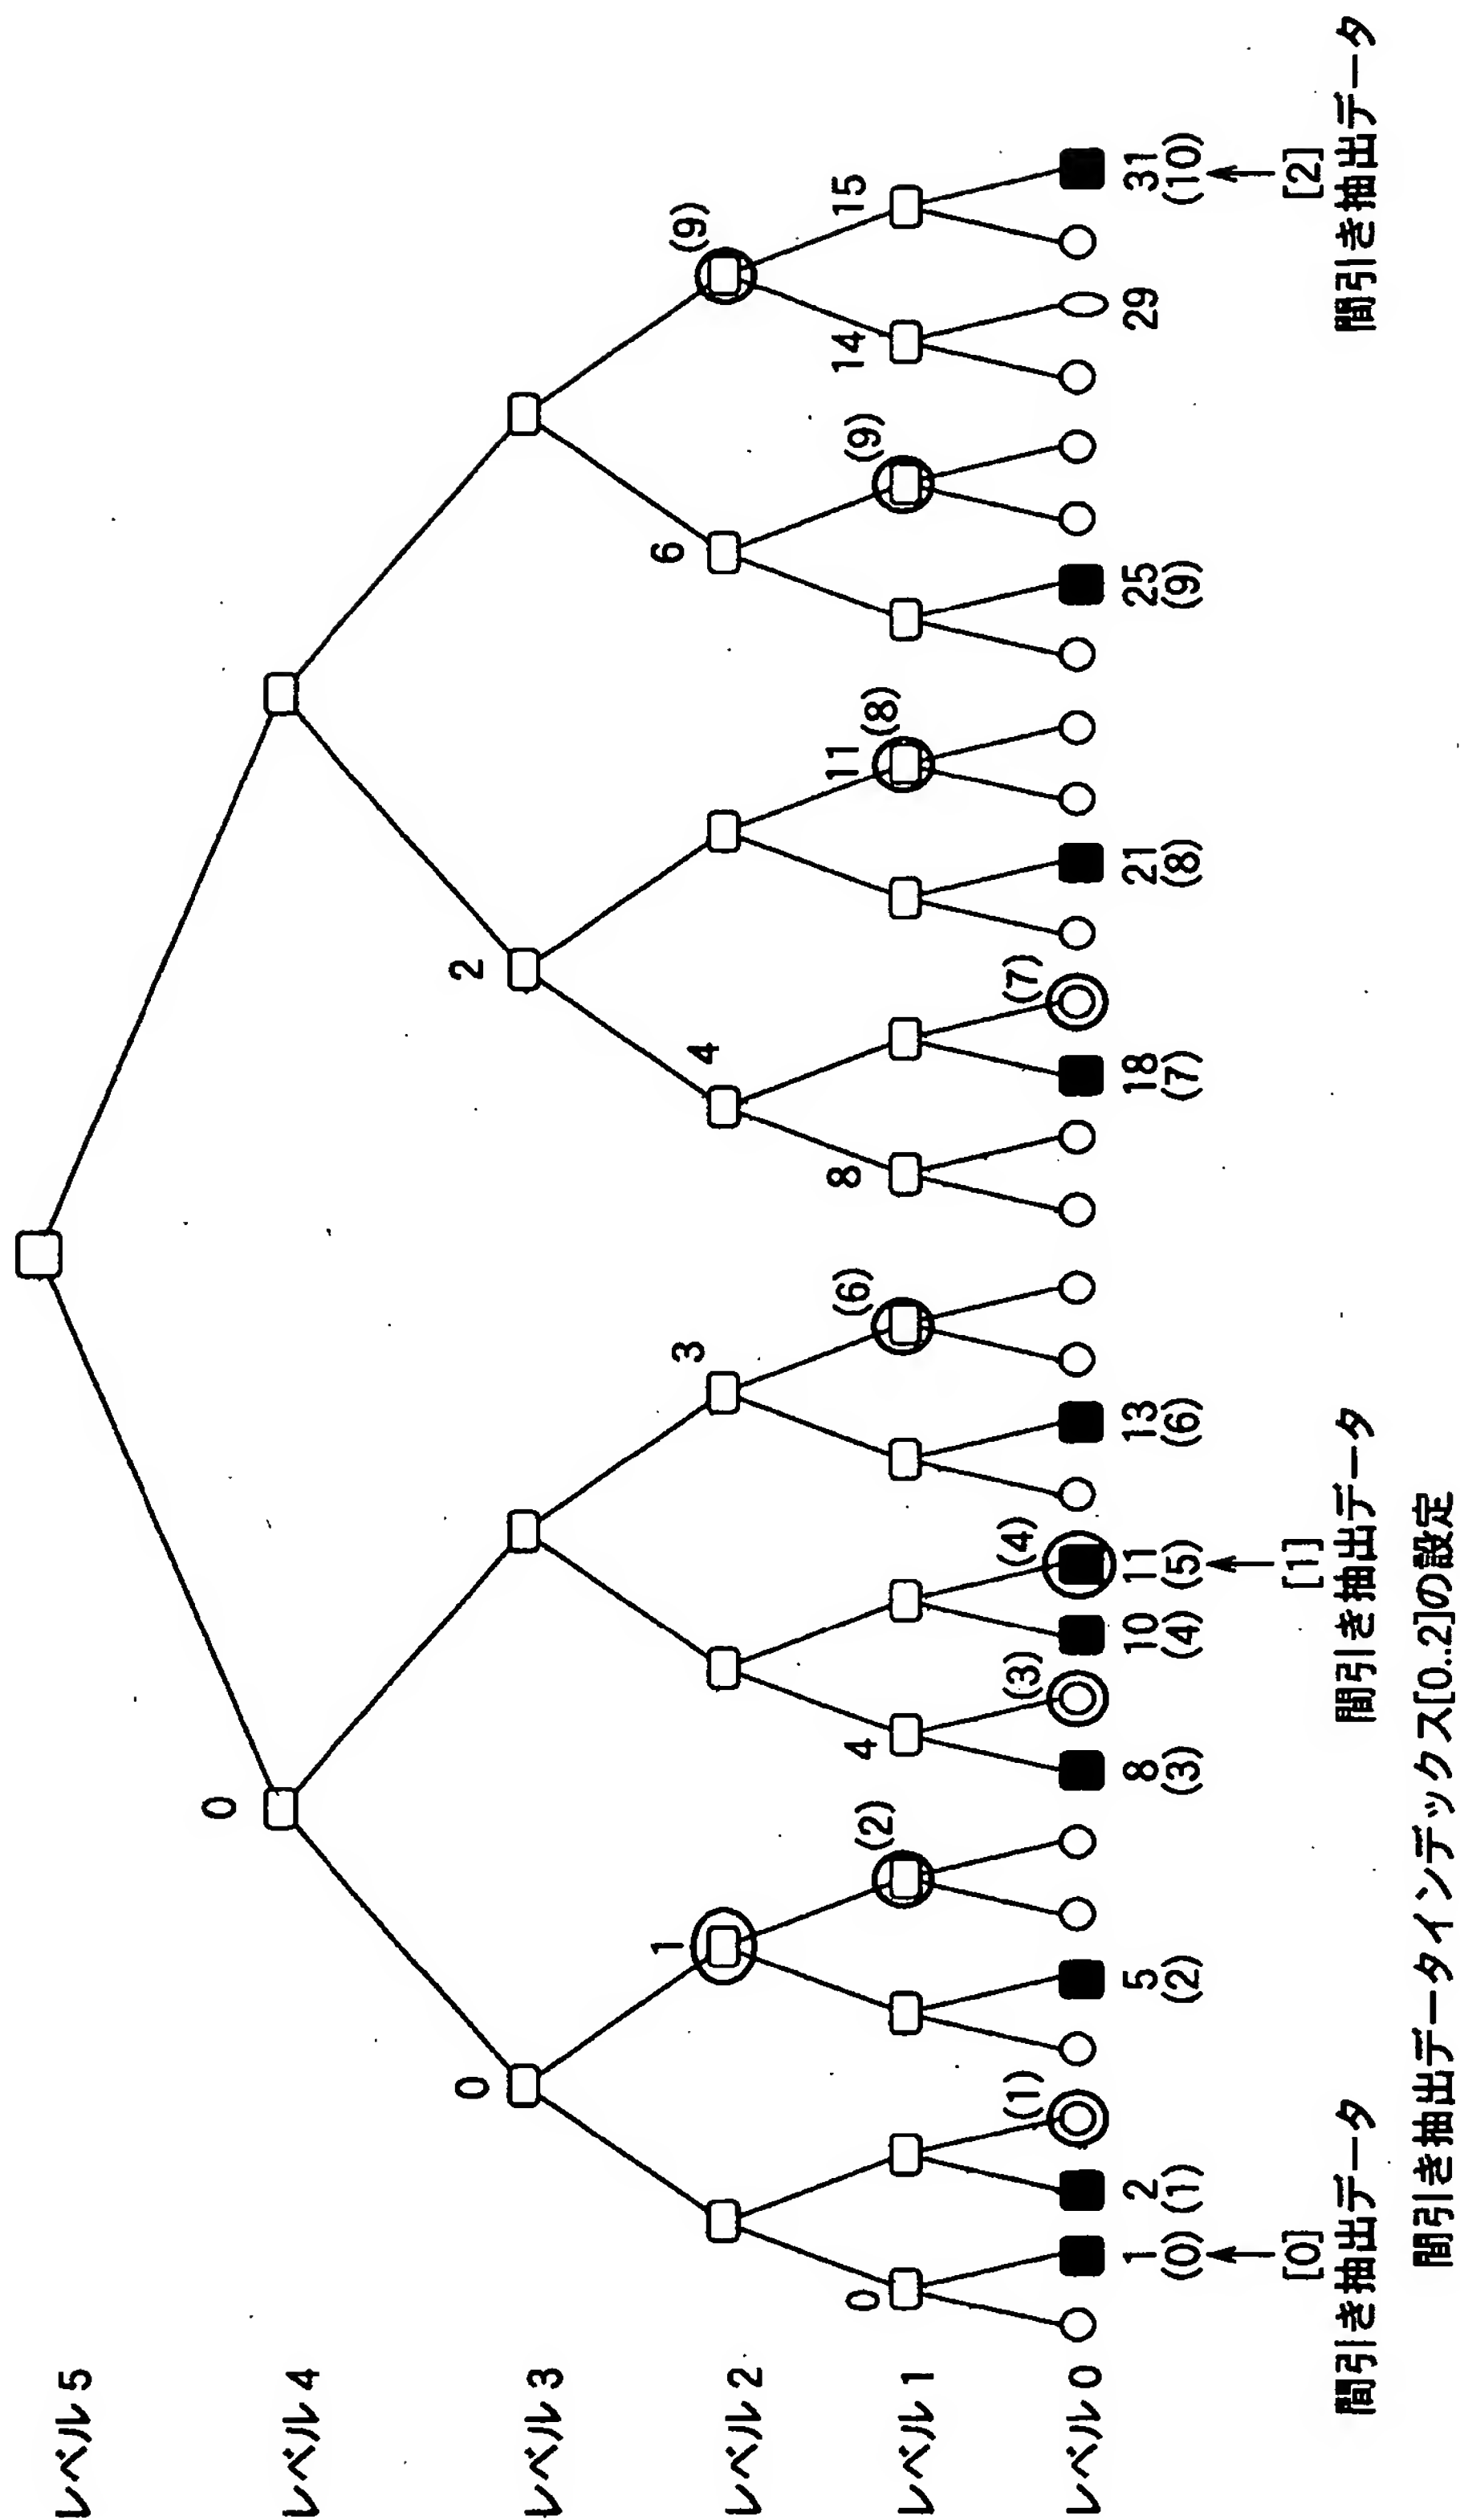 レベル5
レベル4
0
レベル3
0
2
レベル2
1
3
4
6
(9)
レベル1
0
(2)
4
(6)
8
11
(8)
(9)
14
15
レベル0
(1)
(3)
(4)
(7)
1 2 5 8 10 11 13 18 21 25 29 31
(0) (1) (2) (3) (4) (5) (6) (7) (8) (9) (10)
[0] [1] [2]
間引き抽出データ 間引き抽出データ 間引き抽出データ
間引き抽出データインデックス[0..2]の設定